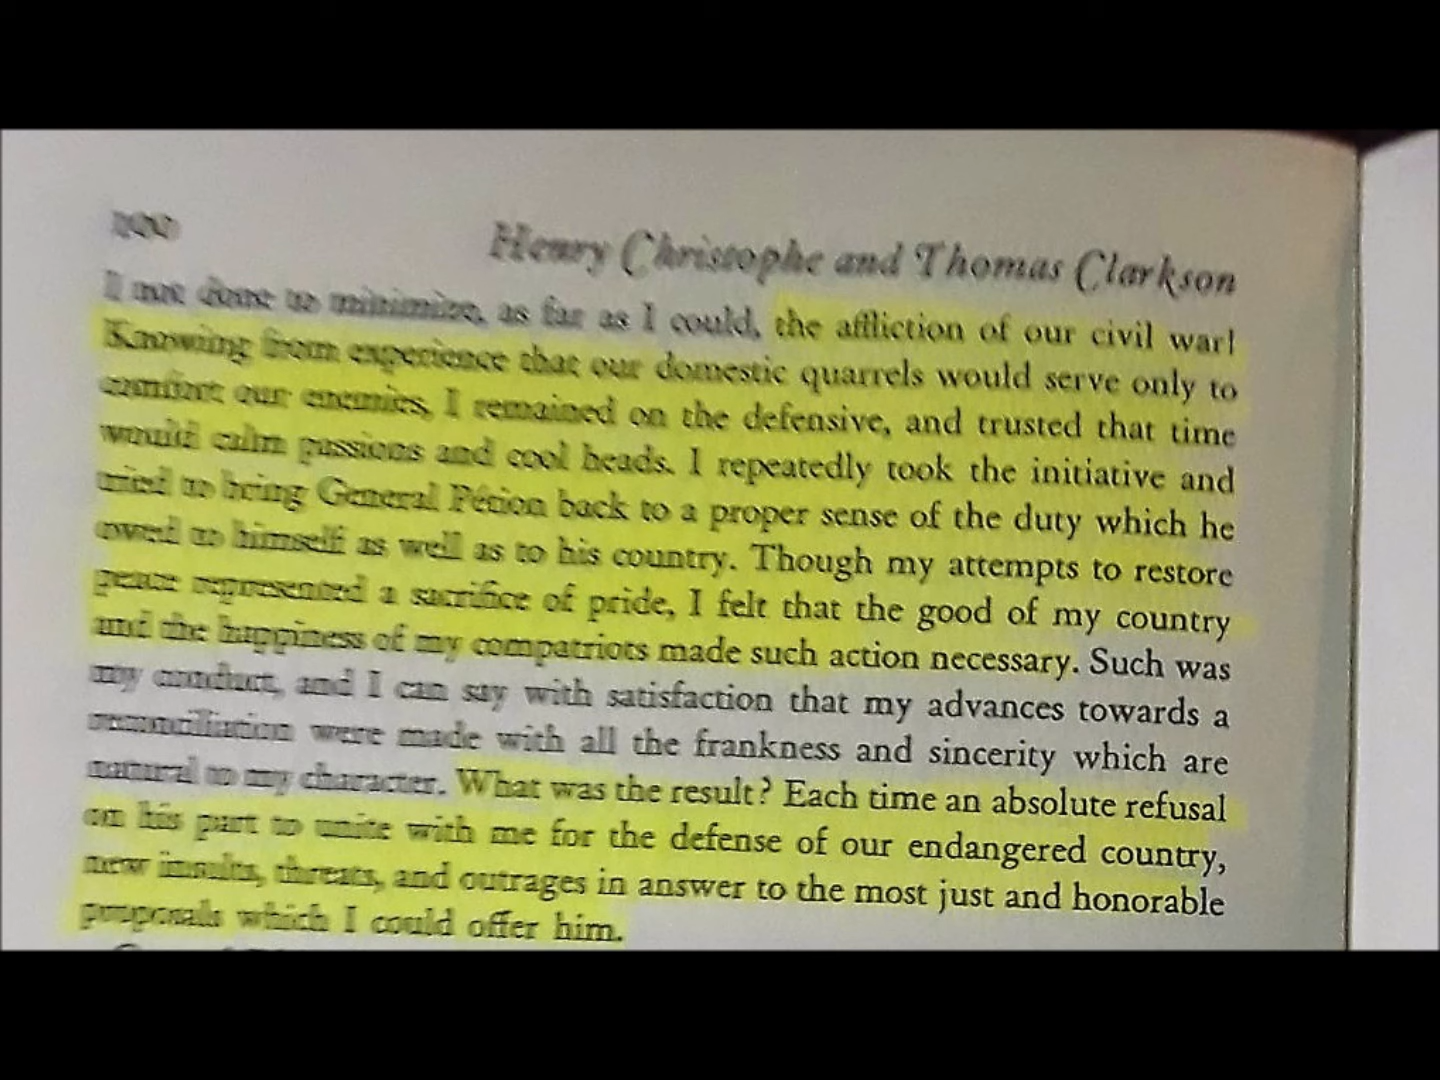 100
Henry Christophe and Thomas Clarkson
I not done to minimize, as far as I could, the affliction of our civil war!
Knowing from experience that our domestic quarrels would serve only to
comfort our enemies, I remained on the defensive, and trusted that time
would calm passions and cool heads. I repeatedly took the initiative and
tried to bring General Pétion back to a proper sense of the duty which he
owed to himself as well as to his country. Though my attempts to restore
peace represented a sacrifice of pride, I felt that the good of my country
and the happiness of my compatriots made such action necessary. Such was
my conduct, and I can say with satisfaction that my advances towards a
reconciliation were made with all the frankness and sincerity which are
natural to my character. What was the result? Each time an absolute refusal
on his part to unite with me for the defense of our endangered country,
new insults, threats, and outrages in answer to the most just and honorable
proposals which I could offer him.